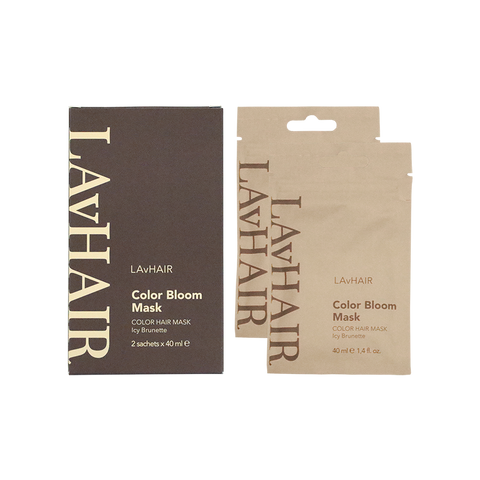 LAvHAIR
LAvHAIR
Color Bloom
Mask
COLOR HAIR MASK
Icy Brunette
2 sachets x 40 ml ℮
LAvHAIR
LAvHAIR
LAvHAIR
Color Bloom
Mask
COLOR HAIR MASK
Icy Brunette
40 ml ℮ 1,4 fl. oz.